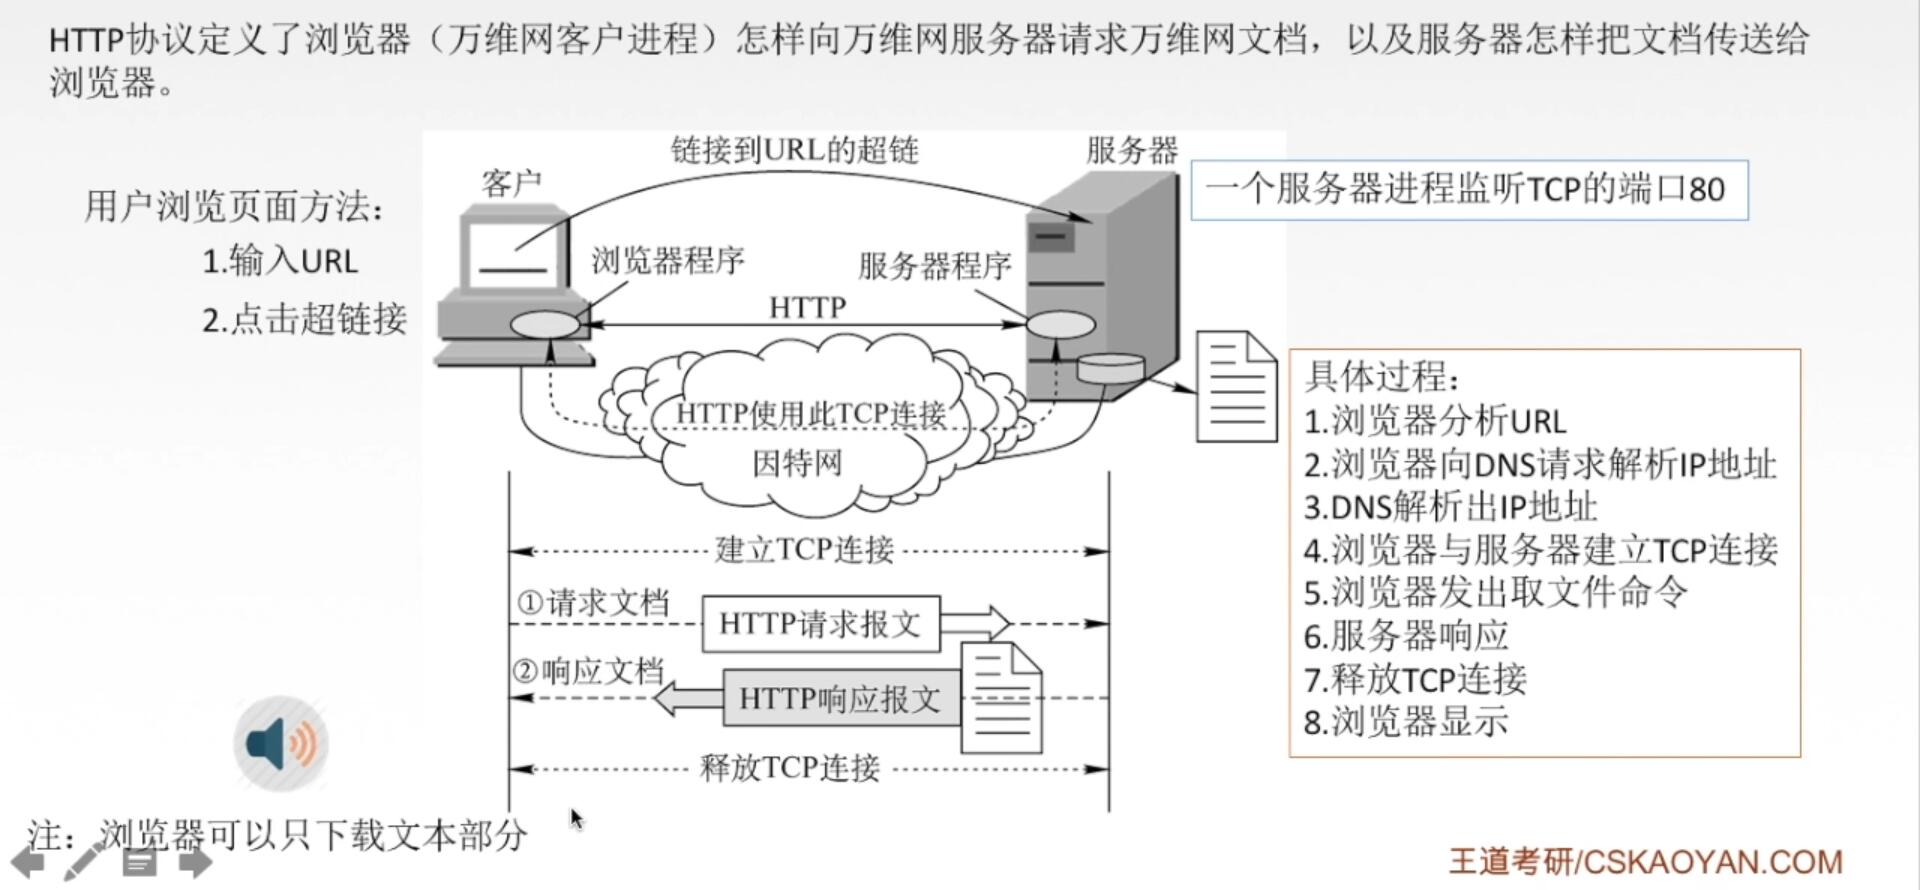 HTTP协议定义了浏览器（万维网客户进程）怎样向万维网服务器请求万维网文档，以及服务器怎样把文档传送给
浏览器。
用户浏览页面方法：
1.输入URL
2.点击超链接
链接到URL的超链
客户
服务器
一个服务器进程监听TCP的端口80
浏览器程序
服务器程序
HTTP
HTTP使用此TCP连接
因特网
建立TCP连接
①请求文档
HTTP请求报文
②响应文档
HTTP响应报文
释放TCP连接
具体过程：
1.浏览器分析URL
2.浏览器向DNS请求解析IP地址
3.DNS解析出IP地址
4.浏览器与服务器建立TCP连接
5.浏览器发出取文件命令
6.服务器响应
7.释放TCP连接
8.浏览器显示
注：浏览器可以只下载文本部分
王道考研/CSKAOYAN.COM